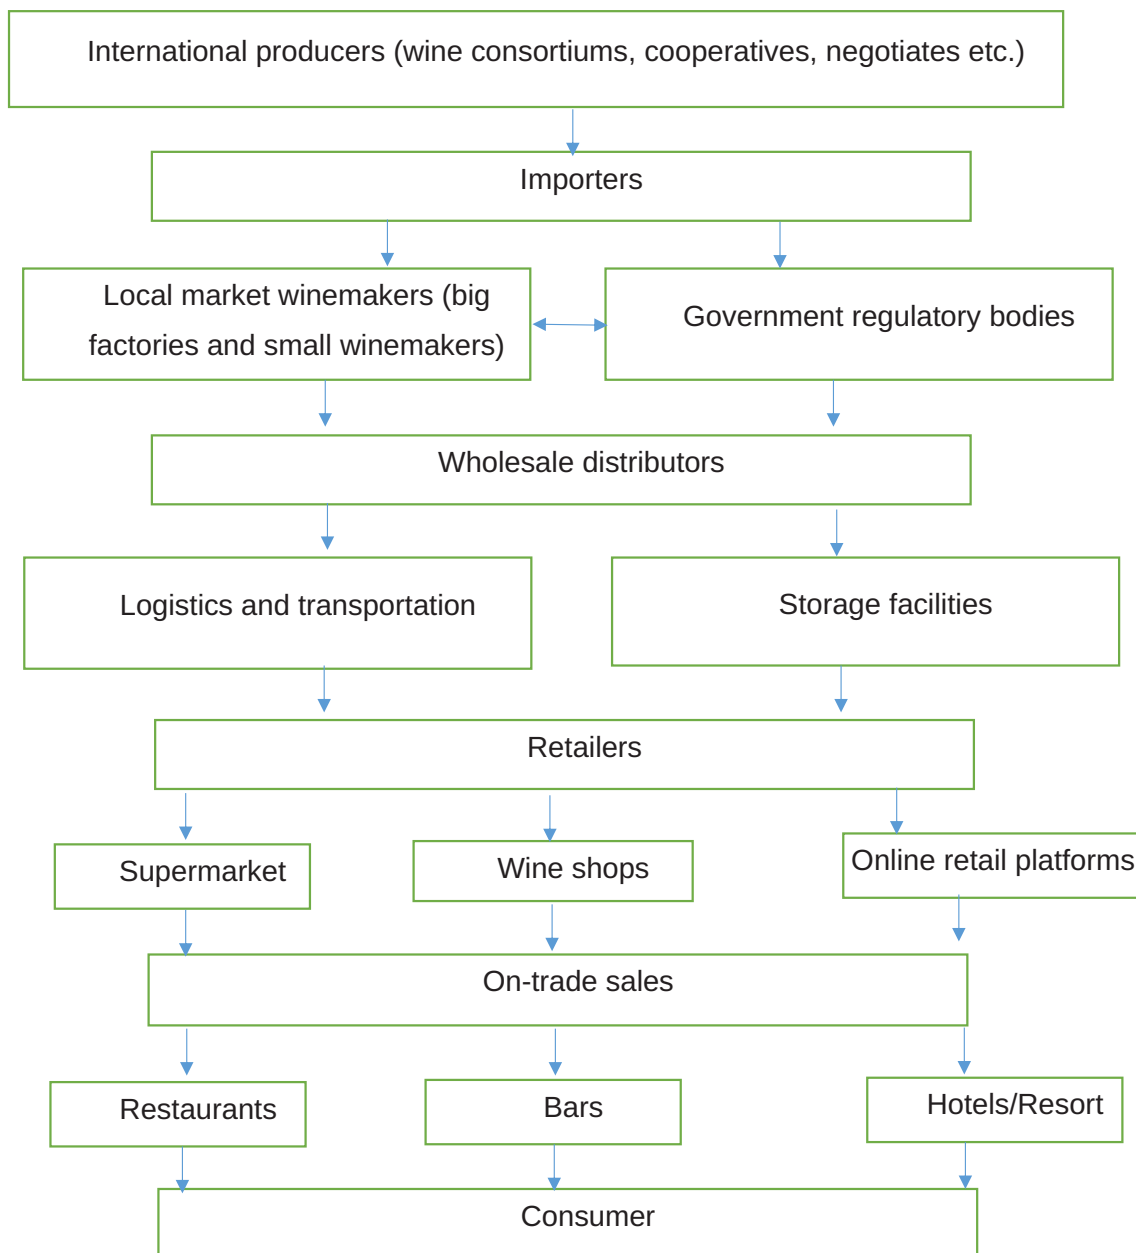 International producers (wine consortiums, cooperatives, negotiates etc.)
Importers
Local market winemakers (big
factories and small winemakers)
Government regulatory bodies
Wholesale distributors
Logistics and transportation
Storage facilities
Retailers
Supermarket
Wine shops
Online retail platforms
On-trade sales
Restaurants
Bars
Hotels/Resort
Consumer